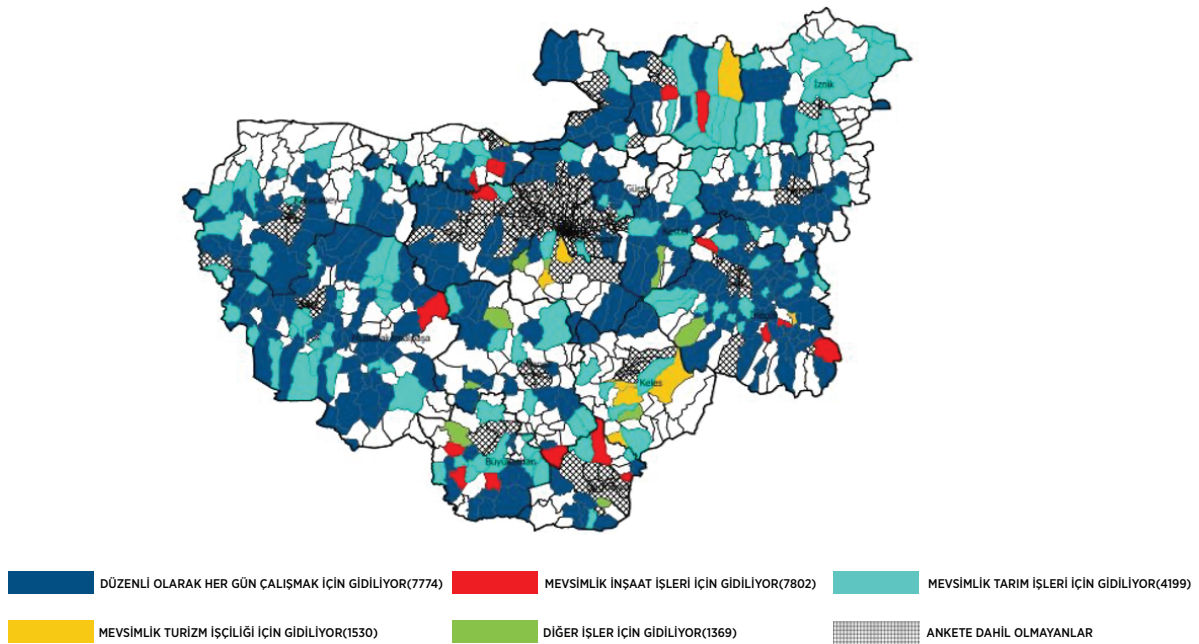 İznik
Keles
DÜZENLİ OLARAK HER GÜN ÇALIŞMAK İÇİN GİDİLİYOR(7774)
MEVSİMLİK İNŞAAT İŞLERİ İÇİN GİDİLİYOR(7802)
MEVSİMLİK TARIM İŞLERİ İÇİN GİDİLİYOR(4199)
MEVSİMLİK TURİZM İŞÇİLİĞİ İÇİN GİDİLİYOR(1530)
DİĞER İŞLER İÇİN GİDİLİYOR(1369)
ANKETE DAHİL OLMAYANLAR